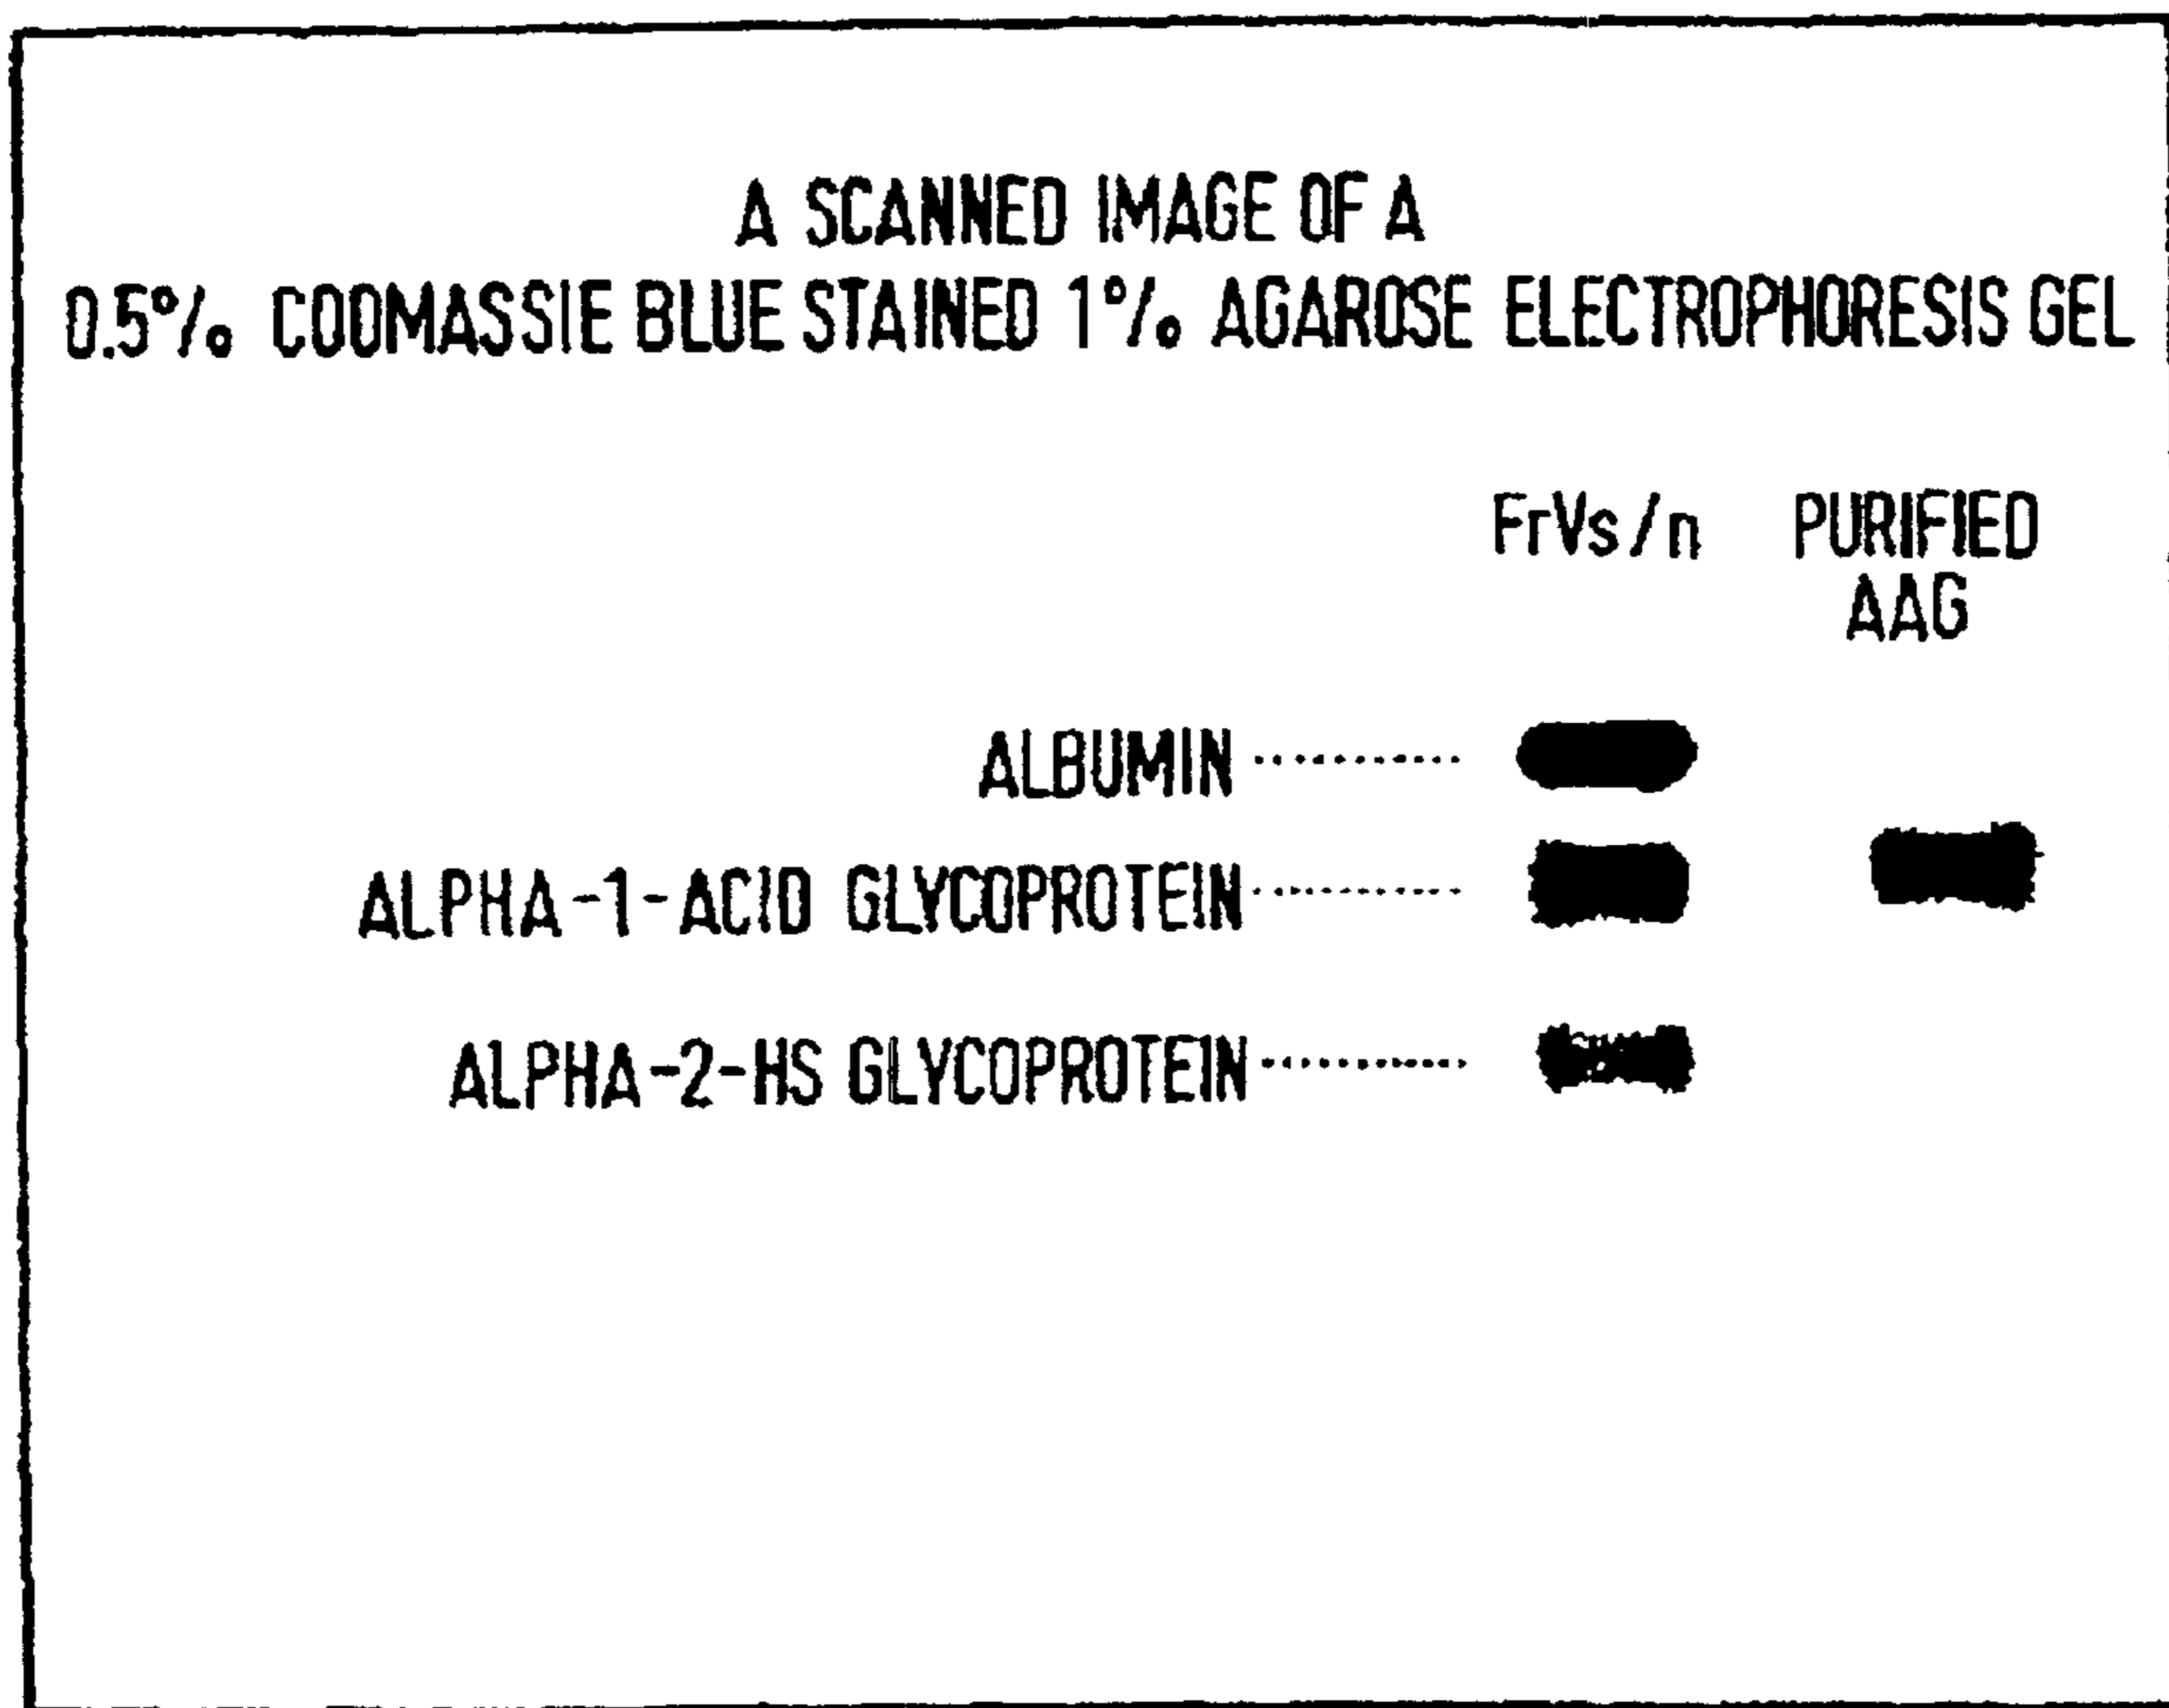 A SCANNED IMAGE OF A
0.5% COOMASSIE BLUE STAINED 1% AGAROSE ELECTROPHORESIS GEL
FrVs/n PURIFIED
AAG
ALBUMIN
ALPHA-1-ACID GLYCOPROTEIN
ALPHA-2-HS GLYCOPROTEIN